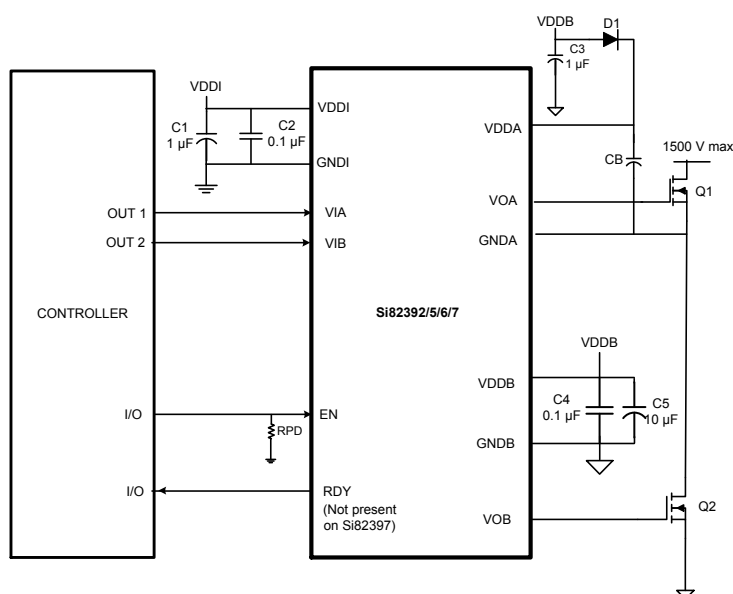 VDDB
D1
C3
1 µF
VDDI
C1
1 µF
C2
0.1 µF
VDDI
GNDI
VDDA
CB
1500 V max
Q1
VOA
GNDA
OUT 1
VIA
OUT 2
VIB
CONTROLLER
Si82392/5/6/7
VDDB
VDDB
C4
0.1 µF
C5
10 µF
GNDB
I/O
EN
RPD
I/O
RDY
(Not present
on Si82397)
VOB
Q2